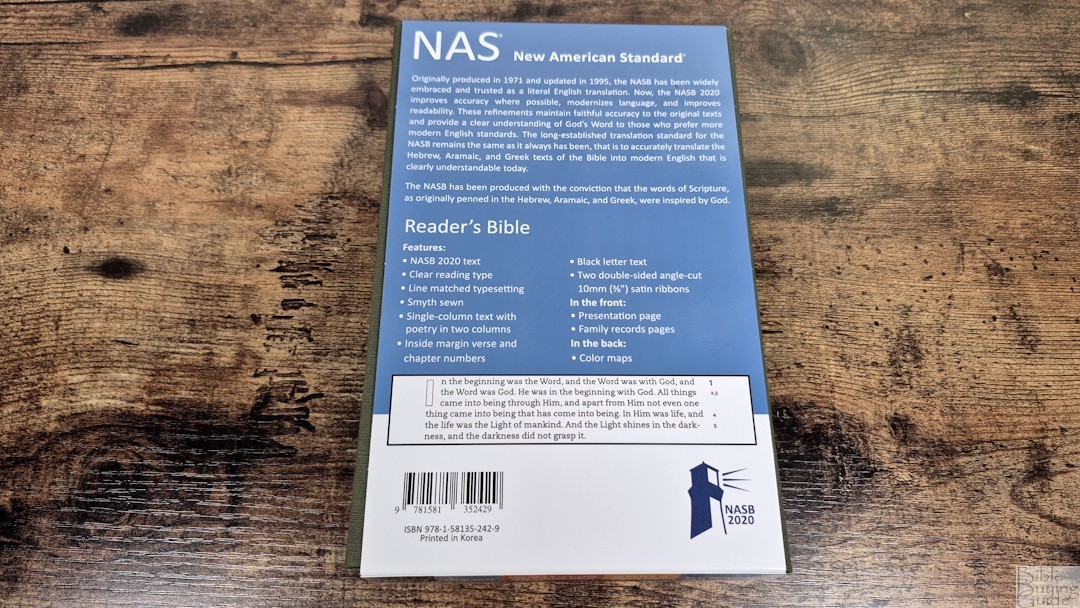 NAS® New American Standard®
Originally produced in 1971 and updated in 1995, the NASB has been widely
embraced and trusted as a literal English translation. Now, the NASB 2020
improves accuracy where possible, modernizes language, and improves
readability. These refinements maintain faithful accuracy to the original texts
and provide a clear understanding of God's Word to those who prefer more
modern English standards. The long-established translation standard for the
NASB remains the same as it always has been, that is to accurately translate the
Hebrew, Aramaic, and Greek texts of the Bible into modern English that is
clearly understandable today.
The NASB has been produced with the conviction that the words of Scripture,
as originally penned in the Hebrew, Aramaic, and Greek, were inspired by God.
Reader's Bible
Features:
• NASB 2020 text
• Clear reading type
• Line matched typesetting
• Smyth sewn
• Single-column text with
poetry in two columns
• Inside margin verse and
chapter numbers
• Black letter text
• Two double-sided angle-cut
10mm (⅜") satin ribbons
In the front:
• Presentation page
• Family records pages
In the back:
• Color maps
In the beginning was the Word, and the Word was with God, and 1
the Word was God. He was in the beginning with God. All things 2,3
came into being through Him, and apart from Him not even one
thing came into being that has come into being. In Him was life, and 4
the life was the Light of mankind. And the Light shines in the dark- 5
ness, and the darkness did not grasp it.
9 781581 352429
ISBN 978-1-58135-242-9
Printed in Korea
NASB
2020
Bible
Buying
Guide